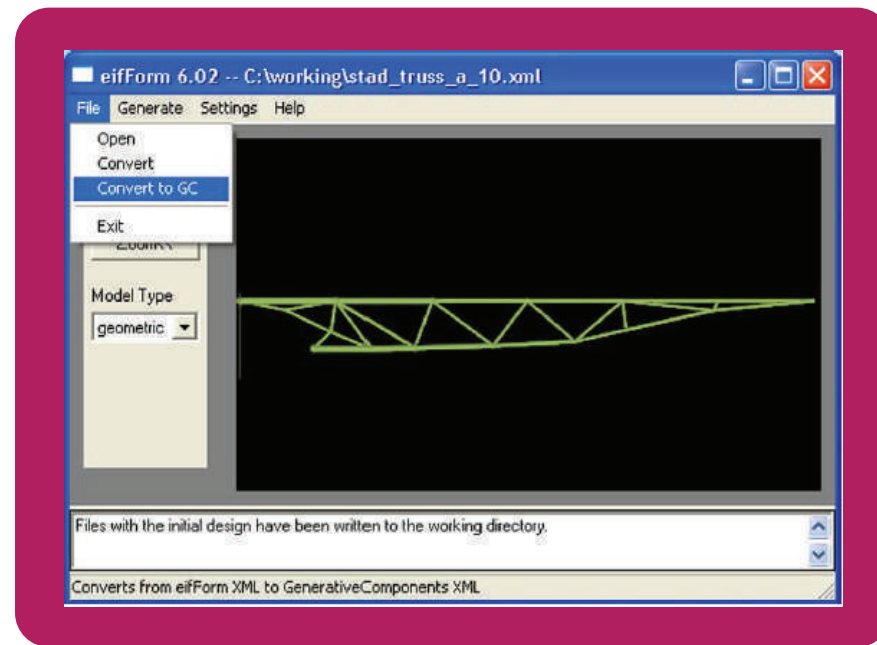 eifForm 6.02 -- C:\working\stad_truss_a_10.xml
File Generate Settings Help
Open
Convert
Convert to GC
Exit
Model Type
geometric
Files with the initial design have been written to the working directory.
Converts from eifForm XML to GenerativeComponents XML